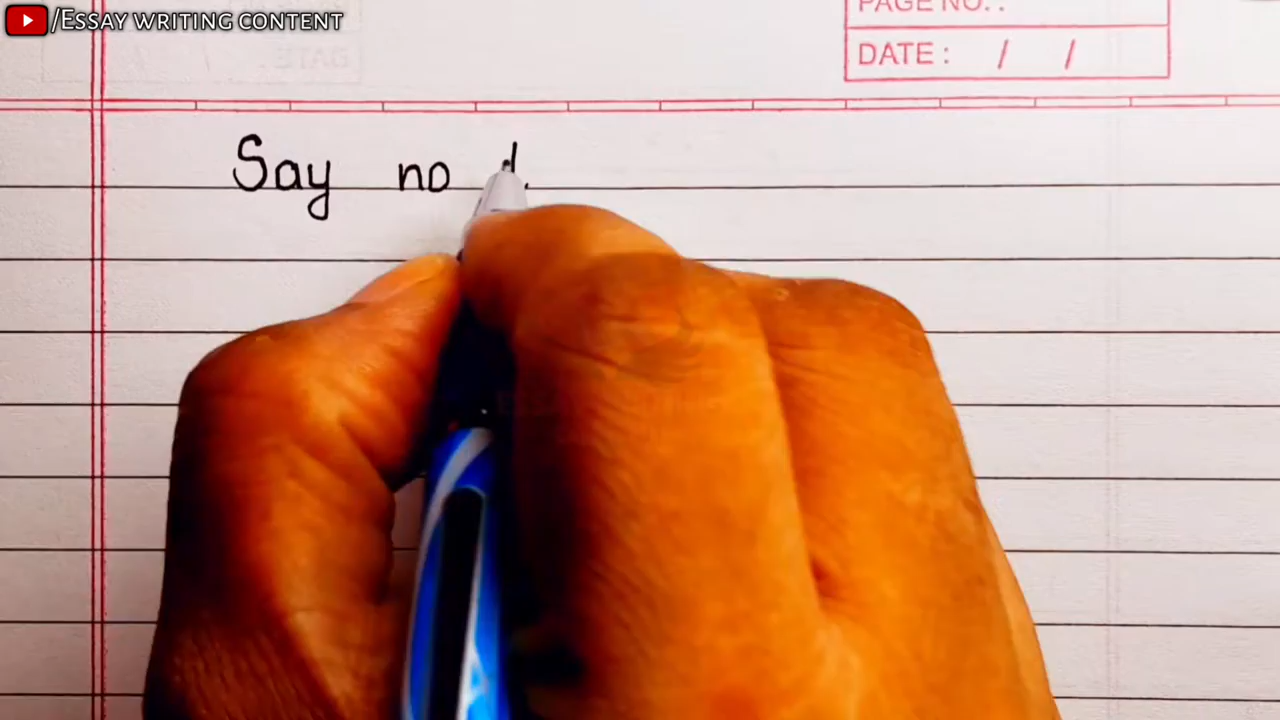 /Essay writing content
PAGE NO. :
DATE : / /
Say no